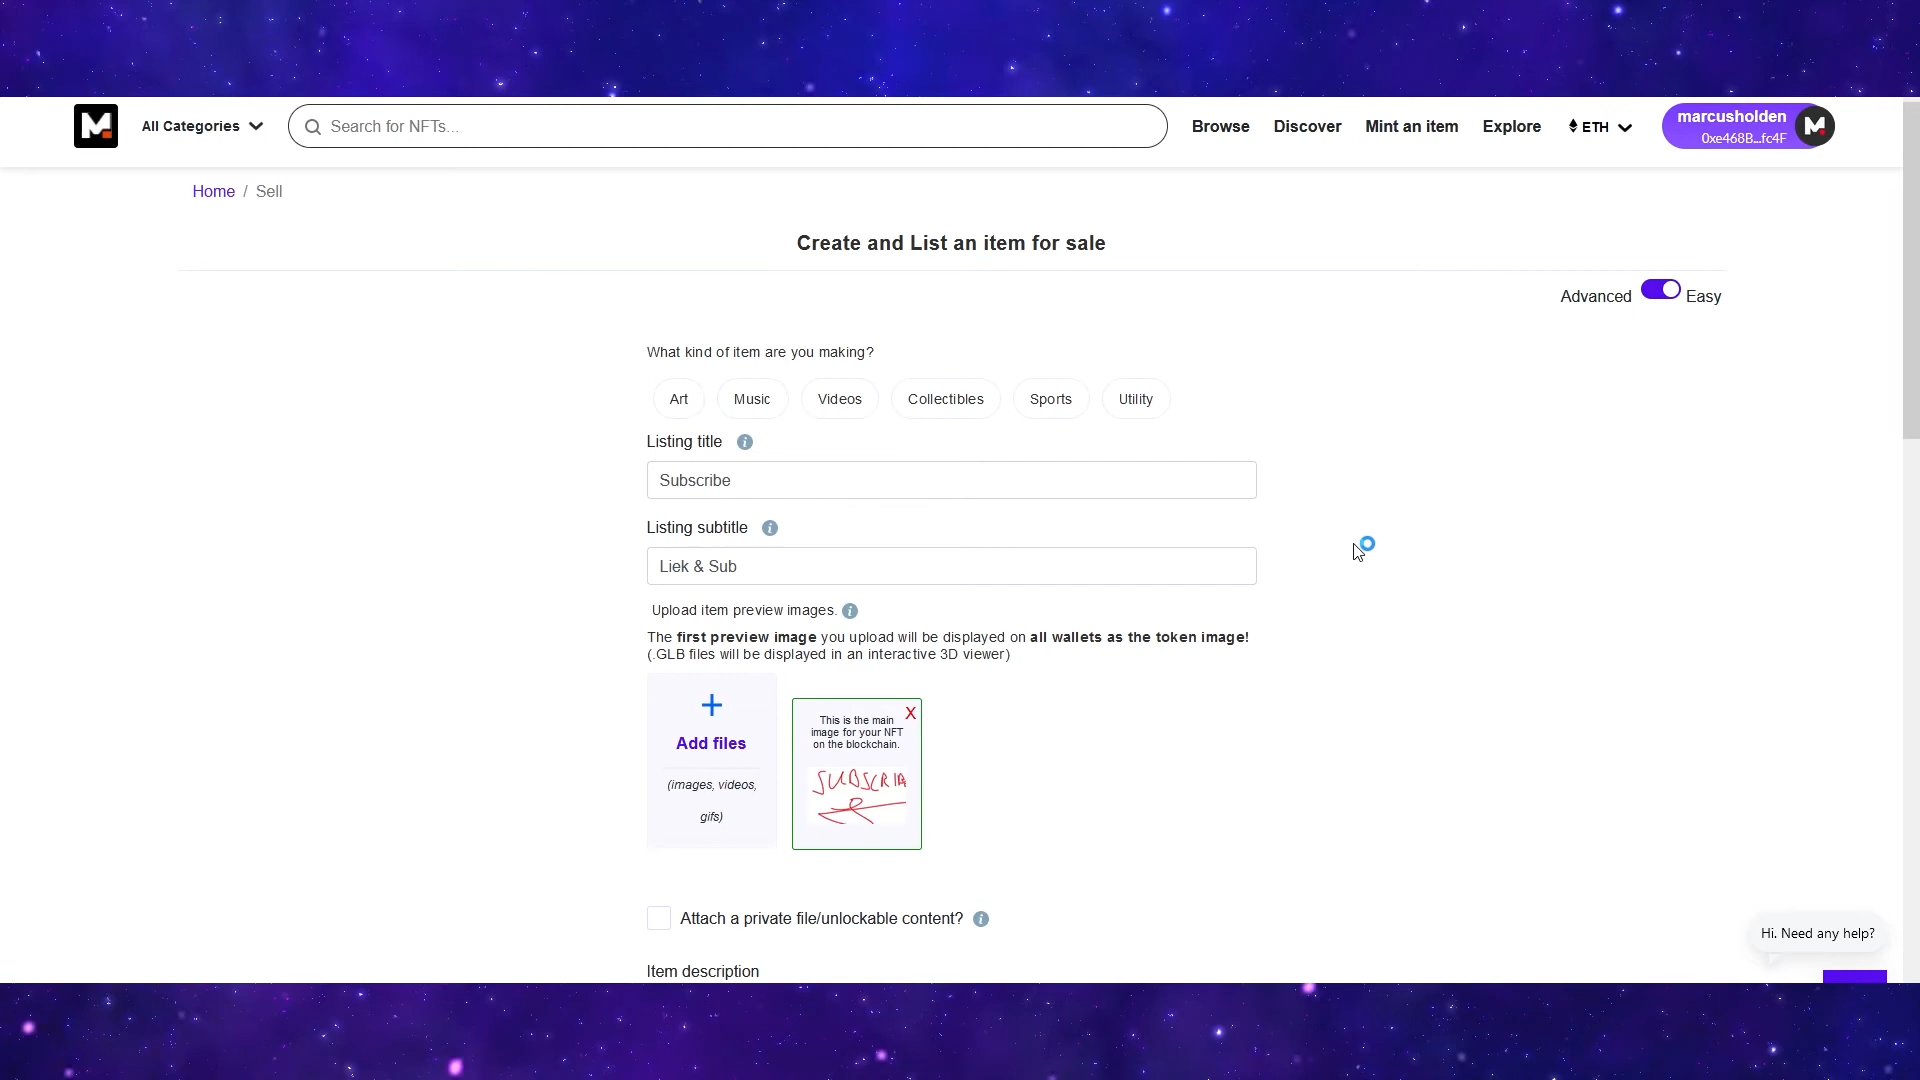 M
All Categories
Search for NFTs...
Browse
Discover
Mint an item
Explore
ETH
marcusholden
0xe468B...fc4F
M
Home / Sell
Create and List an item for sale
Advanced
Easy
What kind of item are you making?
Art
Music
Videos
Collectibles
Sports
Utility
Listing title i
Subscribe
Listing subtitle i
Liek & Sub
Upload item preview images. i
The first preview image you upload will be displayed on all wallets as the token image!
(.GLB files will be displayed in an interactive 3D viewer)
+
Add files
(images, videos,
gifs)
X
This is the main
image for your NFT
on the blockchain.
SUBSCRIB
Attach a private file/unlockable content? i
Item description
Hi. Need any help?